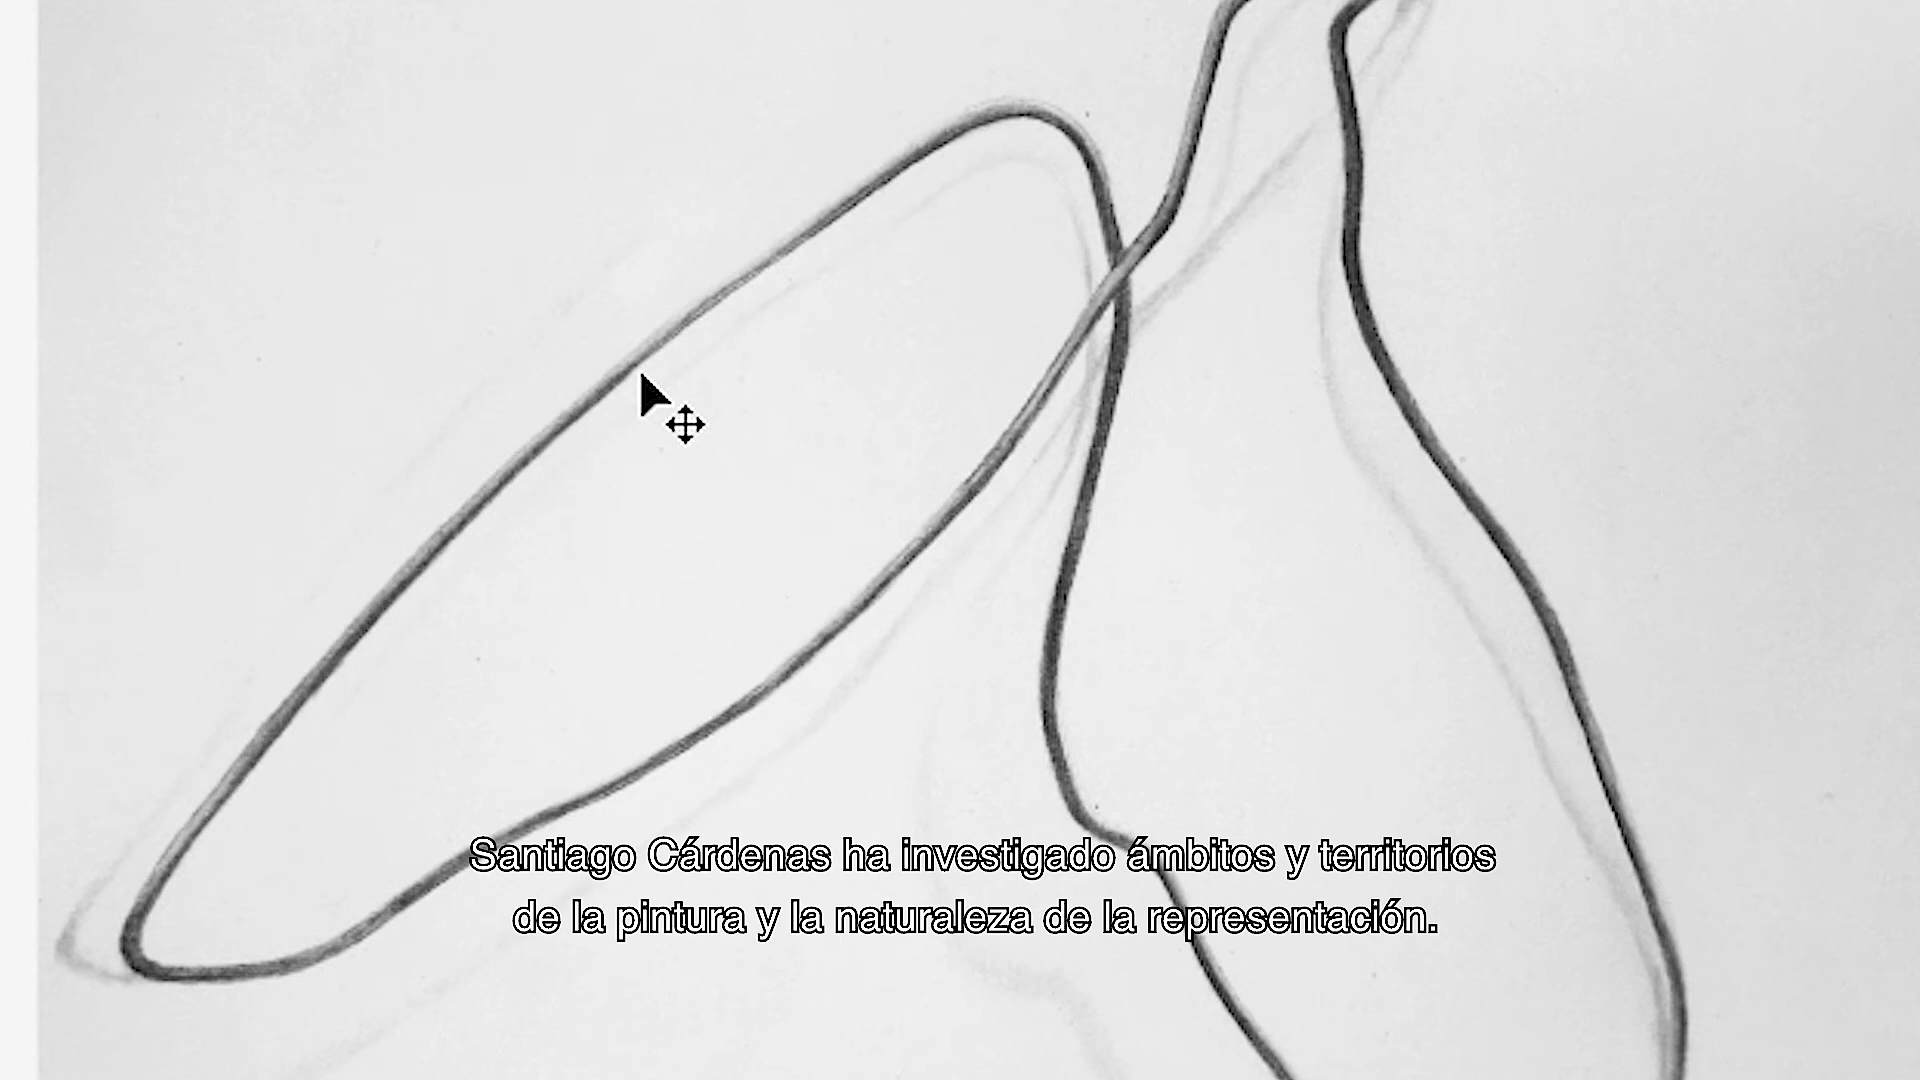 Santiago Cárdenas ha investigado ámbitos y territorios
de la pintura y la naturaleza de la representación.